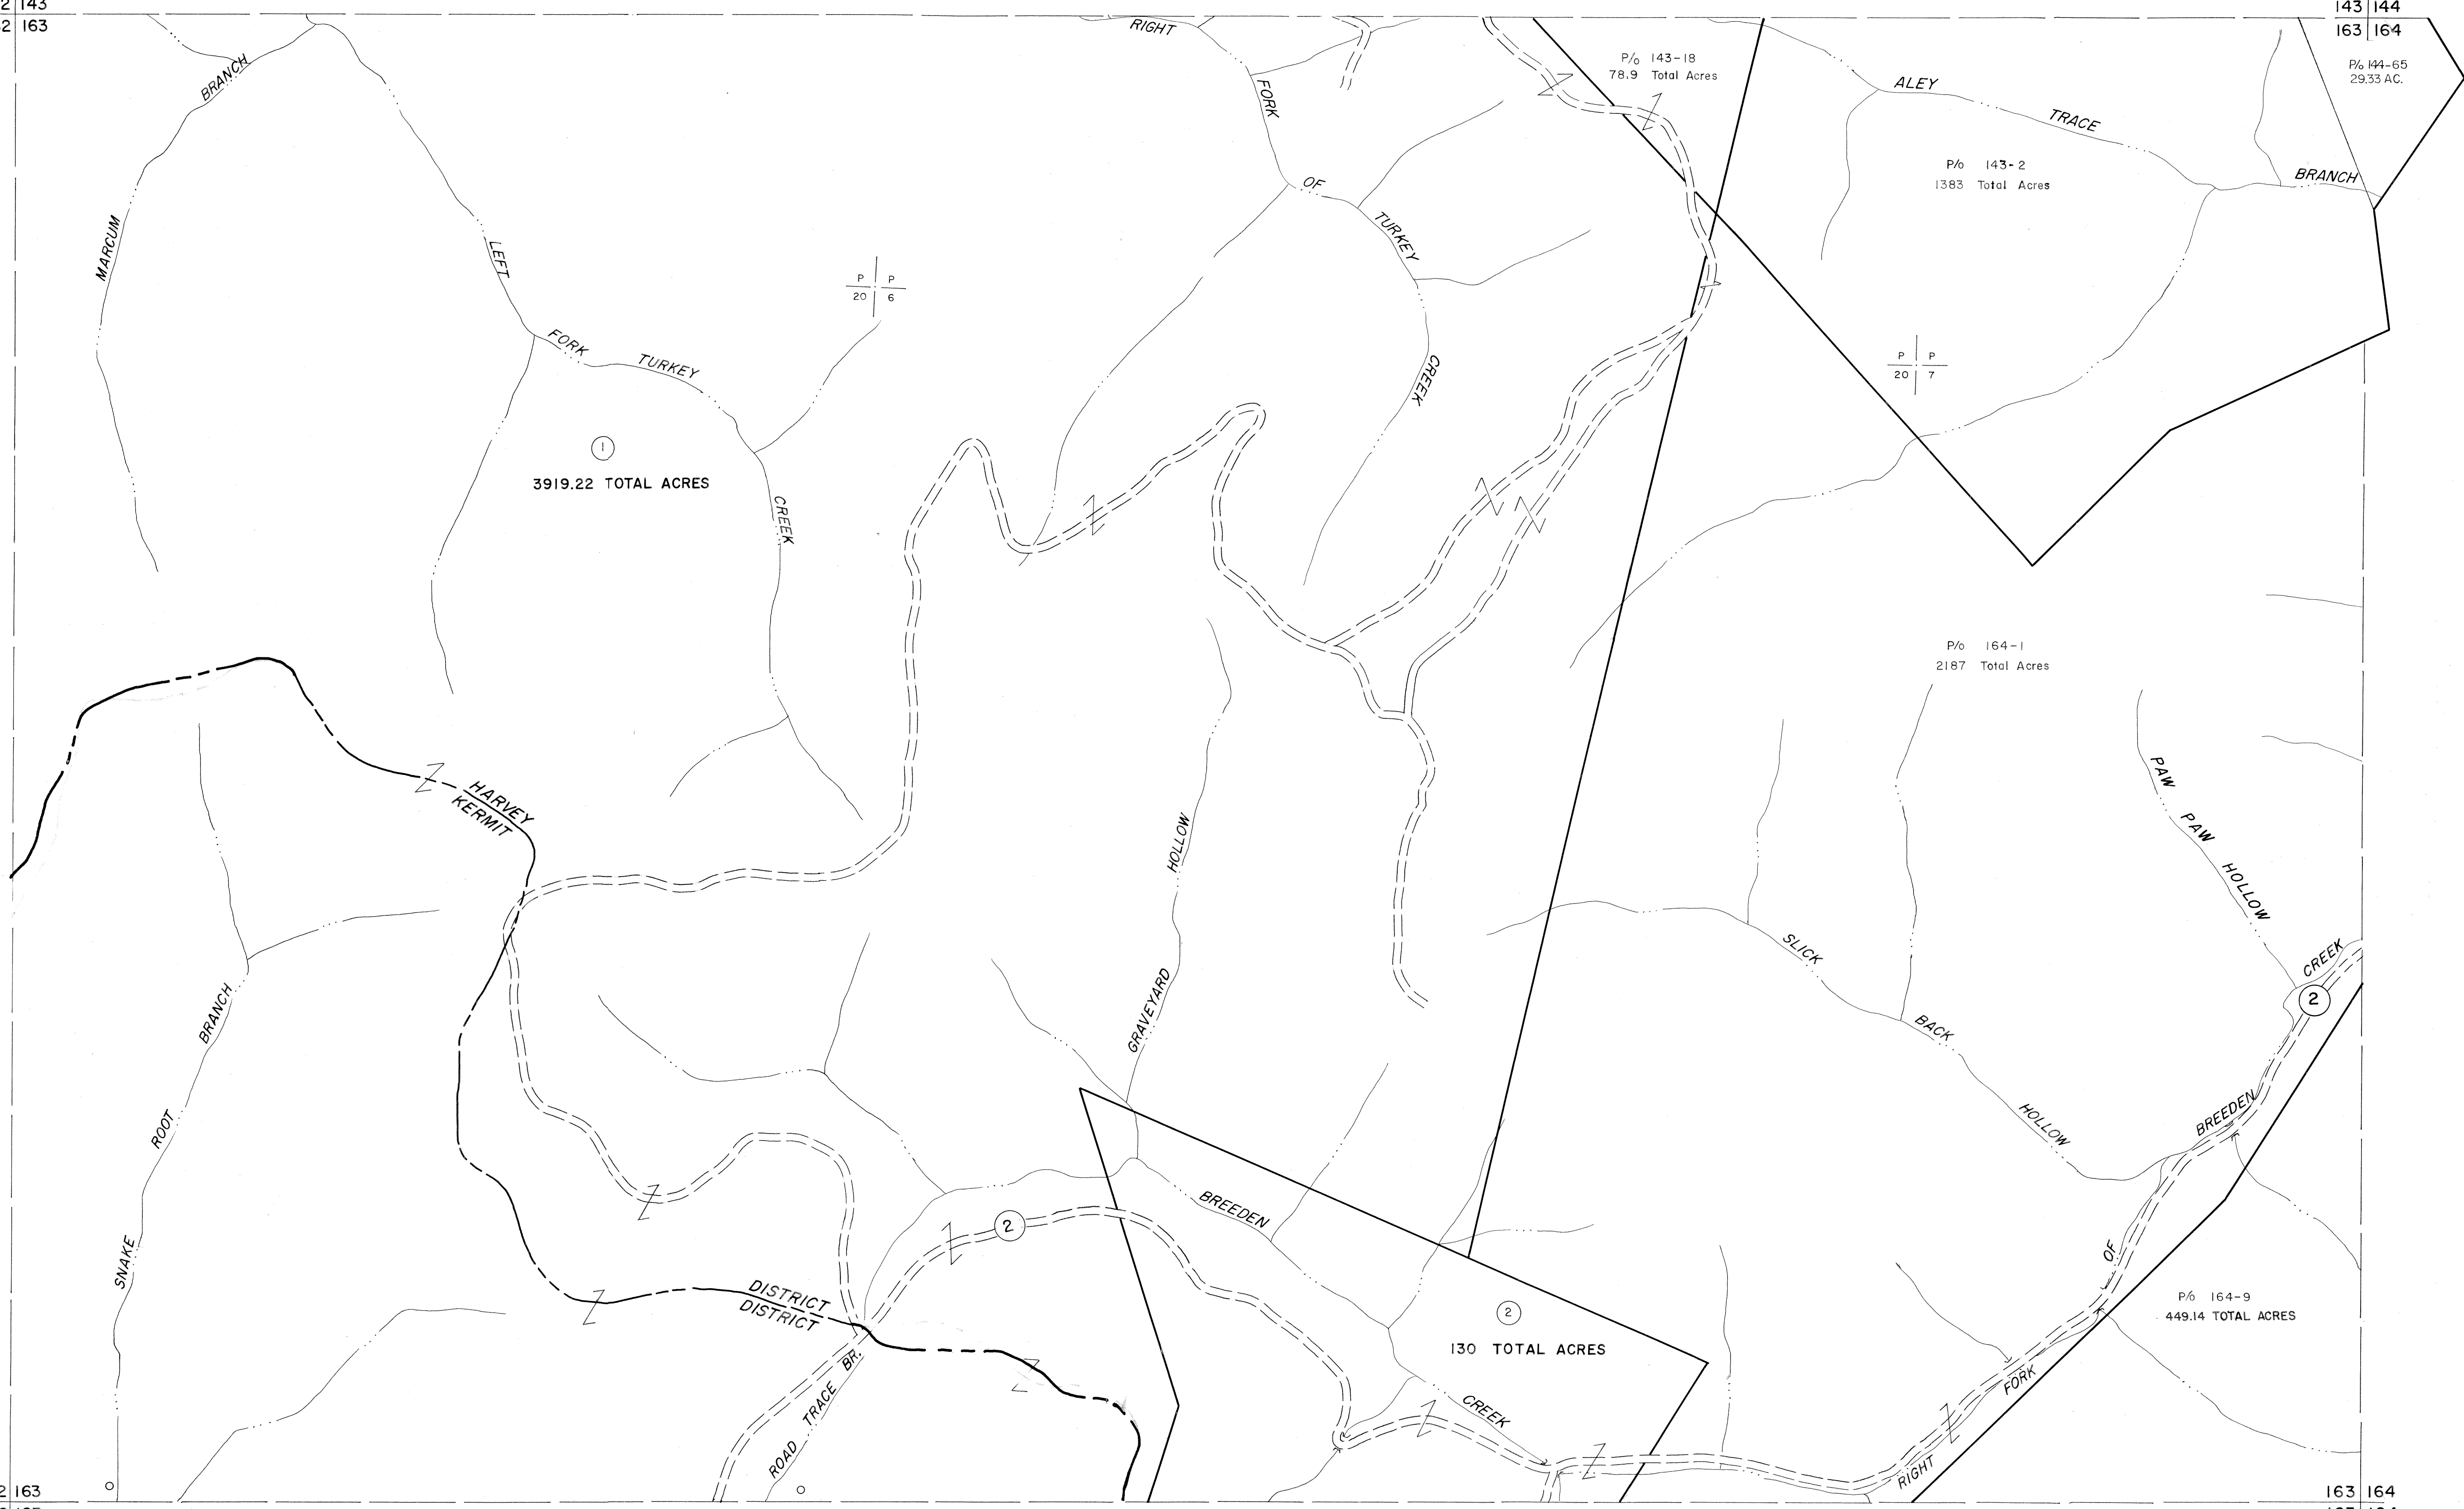 143
163
143 144
163 164
RIGHT
FORK
OF
TURKEY
CREEK
P/o 143-18
78.9 Total Acres
P/o 144-65
29.33 AC.
ALEY TRACE BRANCH
P/o 143-2
1383 Total Acres
MARCUM BRANCH
LEFT
FORK
TURKEY
CREEK
P P
20 6
P P
20 7
1
3919.22 TOTAL ACRES
P/o 164-1
2187 Total Acres
HARVEY
KERMIT
DISTRICT
DISTRICT
GRAVEYARD HOLLOW
PAW PAW HOLLOW
SLICK BACK HOLLOW
SNAKE ROOT BRANCH
2
BREEDEN
CREEK
2
130 TOTAL ACRES
RIGHT FORK OF BREEDEN CREEK
2
P/o 164-9
449.14 TOTAL ACRES
ROAD TRACE BR.
163
163 164